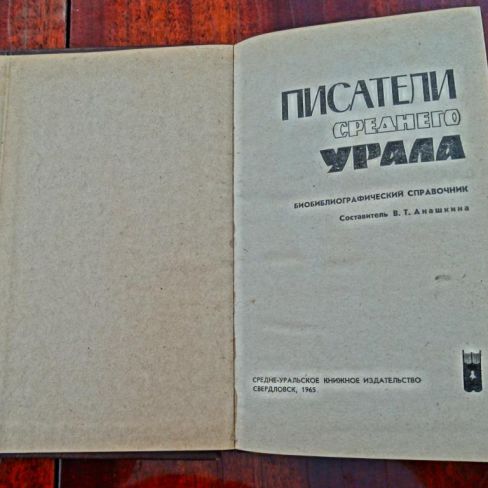 ПИСАТЕЛИ
СРЕДНЕГО
УРАЛА
БИОБИБЛИОГРАФИЧЕСКИЙ СПРАВОЧНИК
Составитель В. Т. Анашкина
СРЕДНЕ-УРАЛЬСКОЕ КНИЖНОЕ ИЗДАТЕЛЬСТВО
СВЕРДЛОВСК, 1965